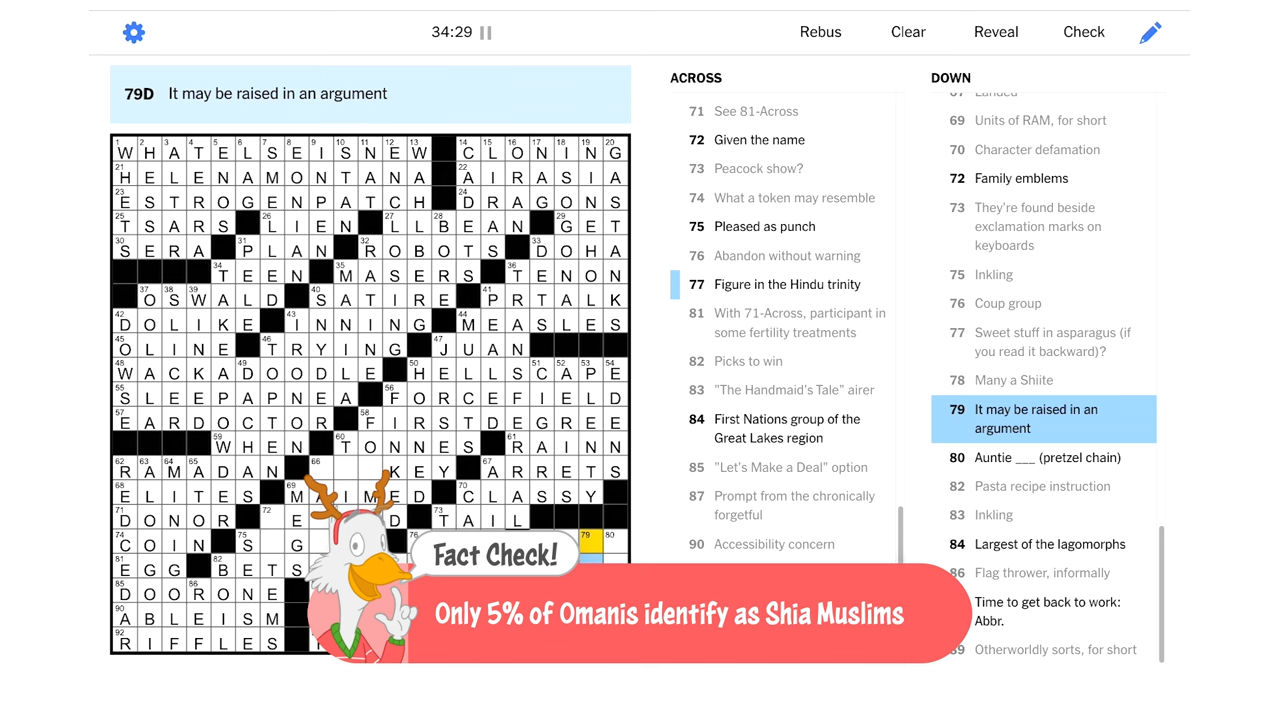 34:29
Rebus
Clear
Reveal
Check
79D It may be raised in an argument
W H A T E L S E I S N E W C L O N I N G
H E L E N A M O N T A N A A I R A S I A
E S T R O G E N P A T C H D R A G O N S
T S A R S L I E N L L B E A N G E T
S E R A P L A N R O B O T S D O H A
T E E N M A S E R S T E N O N
O S W A L D S A T I R E P R T A L K
D O L I K E I N N I N G M E A S L E S
O L I N E T R Y I N G J U A N
W A C K A D O O D L E H E L L S C A P E
S L E E P A P N E A F O R C E F I E L D
E A R D O C T O R F I R S T D E G R E E
W H E N T O N N E S R A I N N
R A M A D A N K E Y A R R E T S
E L I T E S M A I M E D C L A S S Y
D O N O R E D T A I L
C O I N S G
E G G B E T S
D O O R O N E
A B L E I S M
R I F F L E S
ACROSS
71 See 81-Across
72 Given the name
73 Peacock show?
74 What a token may resemble
75 Pleased as punch
76 Abandon without warning
77 Figure in the Hindu trinity
81 With 71-Across, participant in
some fertility treatments
82 Picks to win
83 "The Handmaid's Tale" airer
84 First Nations group of the
Great Lakes region
85 "Let's Make a Deal" option
87 Prompt from the chronically
forgetful
90 Accessibility concern
DOWN
67 Landed
69 Units of RAM, for short
70 Character defamation
72 Family emblems
73 They're found beside
exclamation marks on
keyboards
75 Inkling
76 Coup group
77 Sweet stuff in asparagus (if
you read it backward)?
78 Many a Shiite
79 It may be raised in an
argument
80 Auntie ___ (pretzel chain)
82 Pasta recipe instruction
83 Inkling
84 Largest of the lagomorphs
86 Flag thrower, informally
Time to get back to work:
Abbr.
89 Otherworldly sorts, for short
Fact Check!
Only 5% of Omanis identify as Shia Muslims